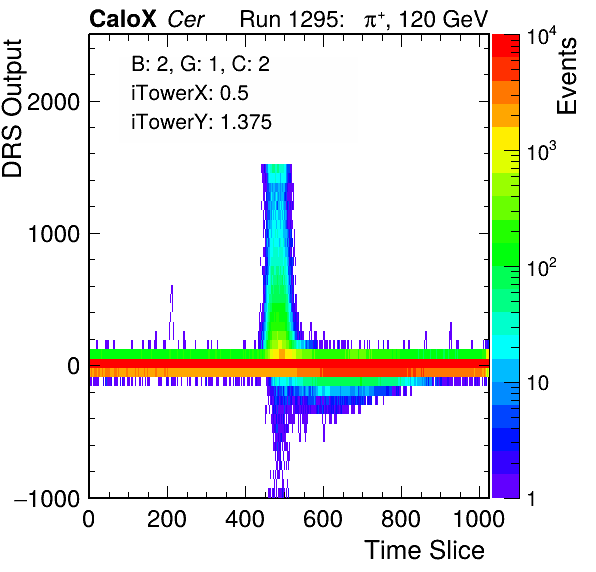 CaloX Cer Run 1295: π⁺, 120 GeV
B: 2, G: 1, C: 2
iTowerX: 0.5
iTowerY: 1.375
DRS Output
2000
1000
0
−1000
0 200 400 600 800 1000
Time Slice
Events
10⁴
10³
10²
10
1